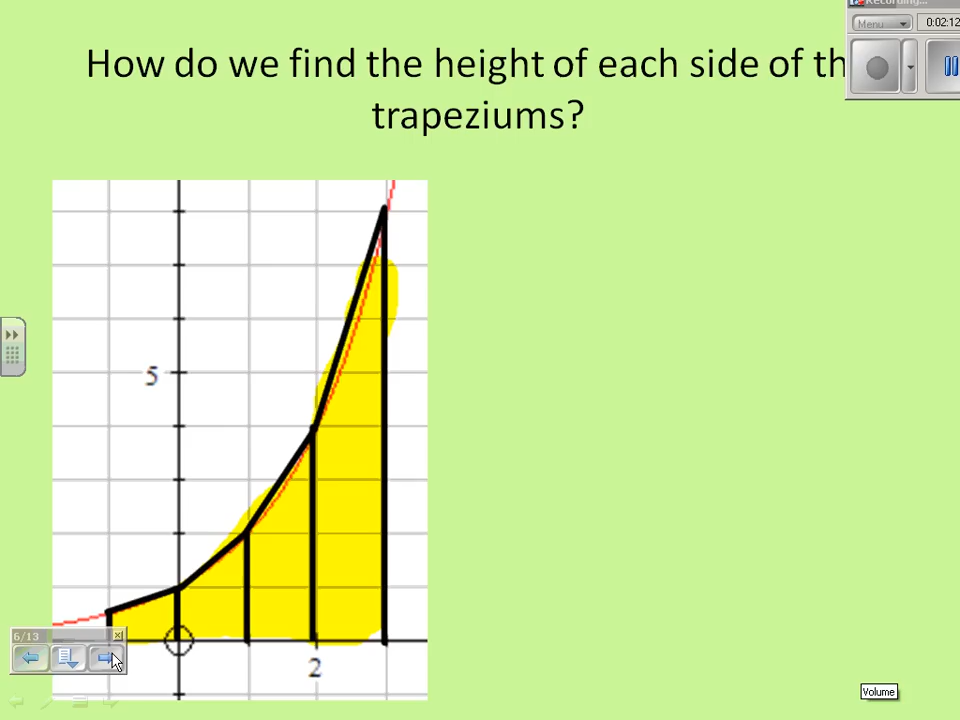 Recording...
Menu
0:02:12
How do we find the height of each side of th
trapeziums?
5
6/13
2
Volume